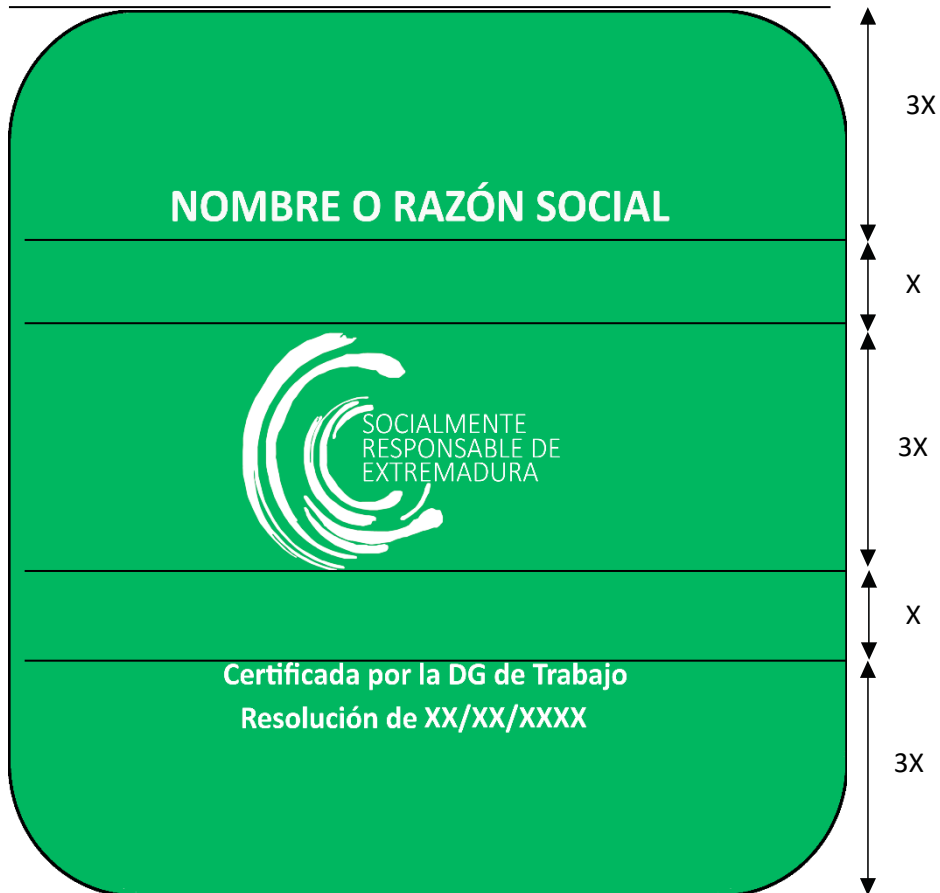 3X
NOMBRE O RAZÓN SOCIAL
X
SOCIALMENTE
RESPONSABLE DE
EXTREMADURA
3X
X
Certificada por la DG de Trabajo
Resolución de XX/XX/XXXX
3X